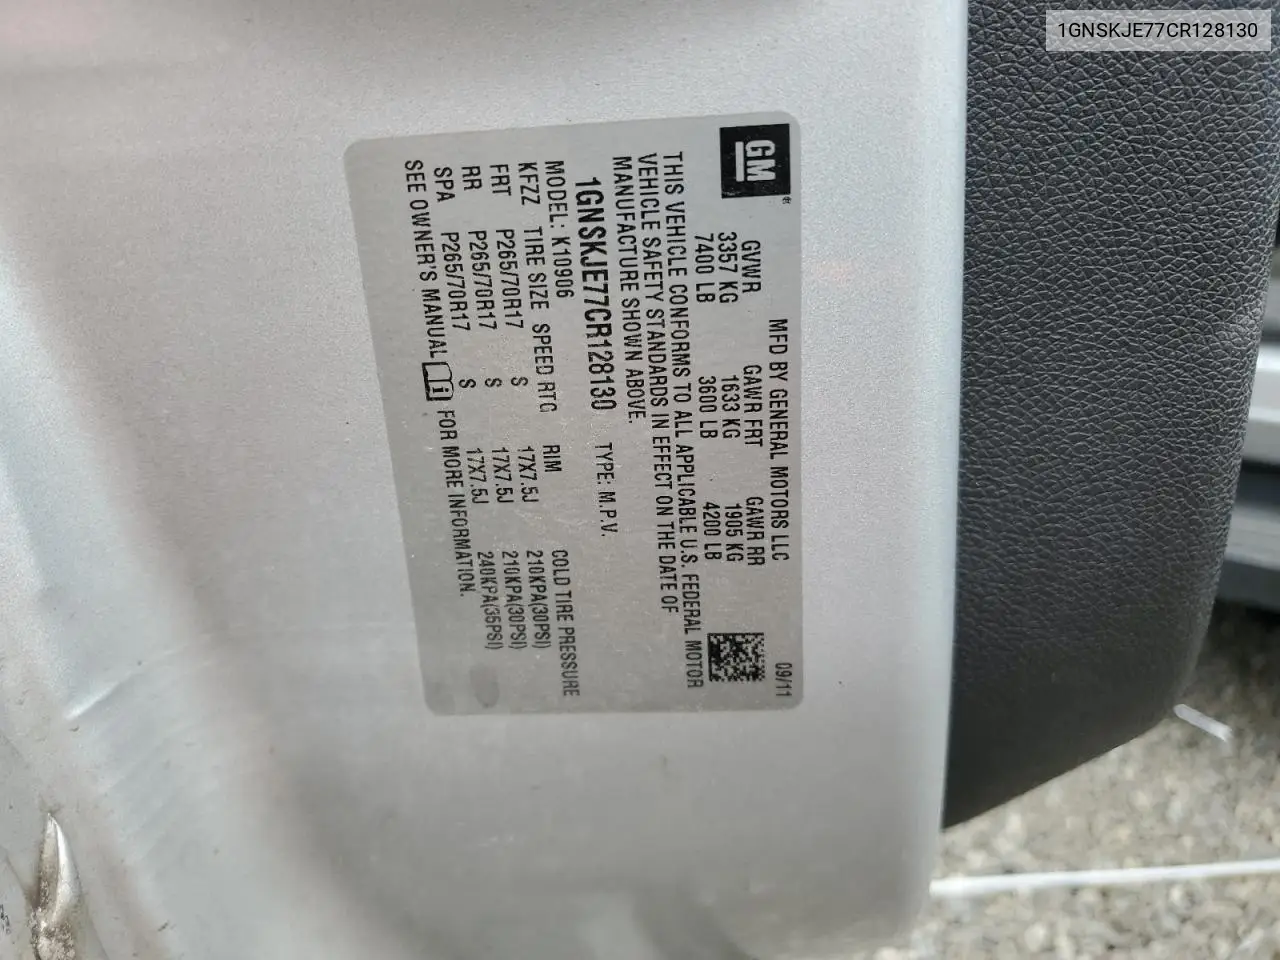 1GNSKJE77CR128130
GM
MFD BY GENERAL MOTORS LLC 09/11
GVWR GAWR FRT GAWR RR
3357 KG 1633 KG 1905 KG
7400 LB 3600 LB 4200 LB
THIS VEHICLE CONFORMS TO ALL APPLICABLE U.S. FEDERAL MOTOR
VEHICLE SAFETY STANDARDS IN EFFECT ON THE DATE OF
MANUFACTURE SHOWN ABOVE.
1GNSKJE77CR128130 TYPE: M.P.V.
MODEL: K10906
KFZZ TIRE SIZE SPEED RTG RIM COLD TIRE PRESSURE
FRT P265/70R17 S 17X7.5J 210KPA(30PSI)
RR P265/70R17 S 17X7.5J 210KPA(30PSI)
SPA P265/70R17 S 17X7.5J 240KPA(35PSI)
SEE OWNER'S MANUAL i FOR MORE INFORMATION.